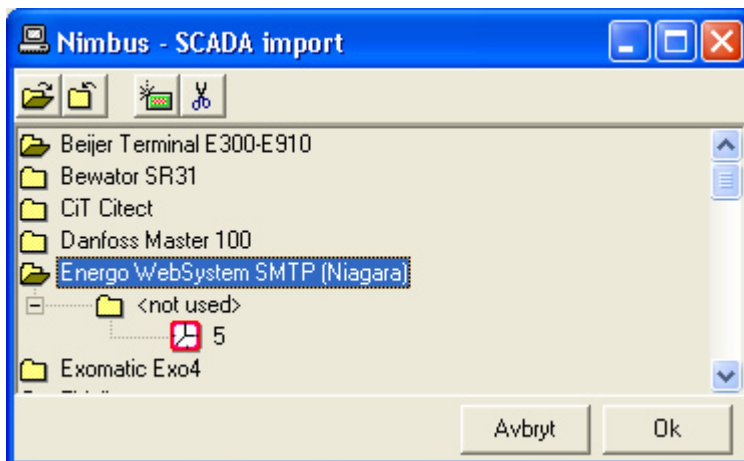 Nimbus - SCADA import
Beijer Terminal E300-E910
Bewator SR31
CiT Citect
Danfoss Master 100
Energo WebSystem SMTP (Niagara)
<not used>
5
Exomatic Exo4
Avbryt Ok